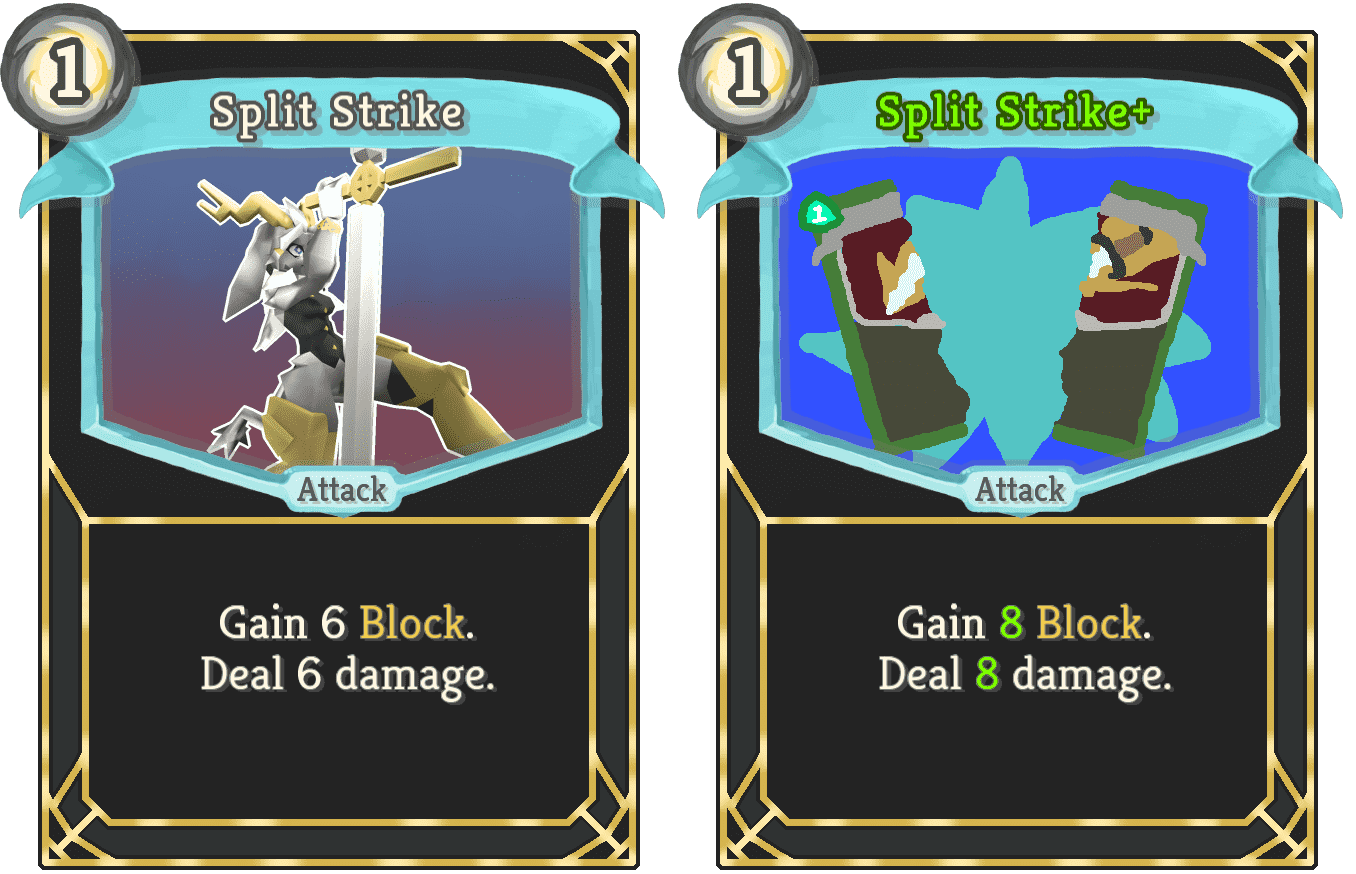 1
Split Strike
Attack
Gain 6 Block.
Deal 6 damage.
1
Split Strike+
1
Attack
Gain 8 Block.
Deal 8 damage.